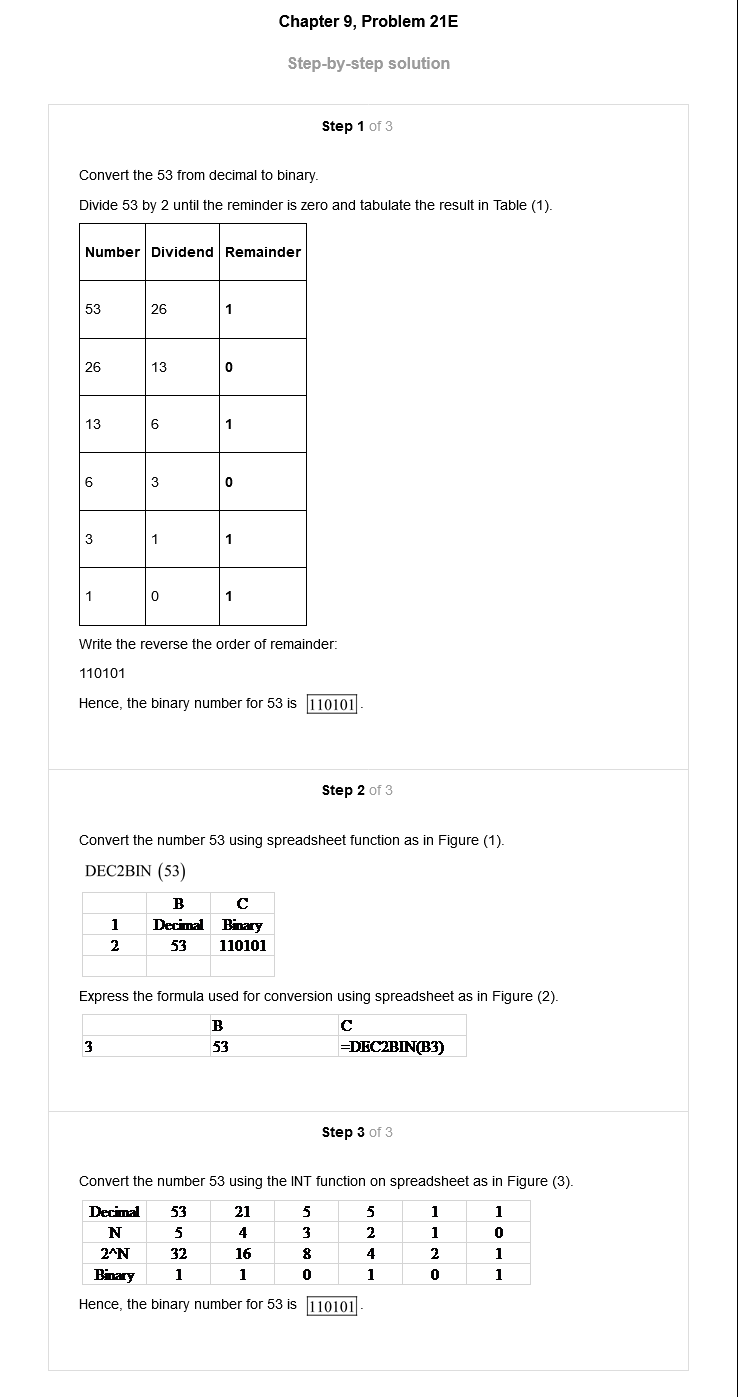 Chapter 9, Problem 21E
Step-by-step solution
Step 1 of 3
Convert the 53 from decimal to binary.
Divide 53 by 2 until the reminder is zero and tabulate the result in Table (1).
Number Dividend Remainder
53 26 1
26 13 0
13 6 1
6 3 0
3 1 1
1 0 1
Write the reverse the order of remainder:
110101
Hence, the binary number for 53 is 110101.
Step 2 of 3
Convert the number 53 using spreadsheet function as in Figure (1).
DEC2BIN (53)
B C
1 Decimal Binary
2 53 110101
Express the formula used for conversion using spreadsheet as in Figure (2).
B C
3 53 =DEC2BIN(B3)
Step 3 of 3
Convert the number 53 using the INT function on spreadsheet as in Figure (3).
Decimal 53 21 5 5 1 1
N 5 4 3 2 1 0
2^N 32 16 8 4 2 1
Binary 1 1 0 1 0 1
Hence, the binary number for 53 is 110101.